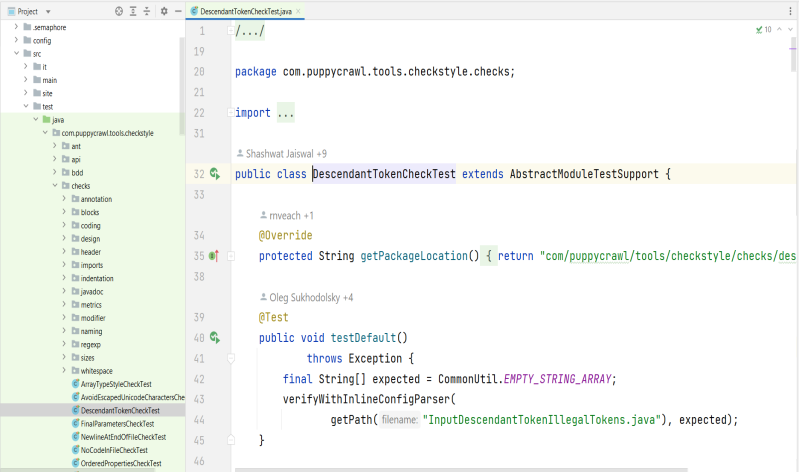 Project
.semaphore
config
src
it
main
site
test
java
com.puppycrawl.tools.checkstyle
ant
api
bdd
checks
annotation
blocks
coding
design
header
imports
indentation
javadoc
metrics
modifier
naming
regexp
sizes
whitespace
ArrayTypeStyleCheckTest
AvoidEscapedUnicodeCharactersChe
DescendantTokenCheckTest
FinalParametersCheckTest
NewlineAtEndOfFileCheckTest
NoCodeInFileCheckTest
OrderedPropertiesCheckTest
DescendantTokenCheckTest.java
10
1 /.../
19
20 package com.puppycrawl.tools.checkstyle.checks;
21
22 import ...
31
Shashwat Jaiswal +9
32 public class DescendantTokenCheckTest extends AbstractModuleTestSupport {
33
rnveach +1
34 @Override
35 protected String getPackageLocation() { return "com/puppycrawl/tools/checkstyle/checks/des
38
Oleg Sukhodolsky +4
39 @Test
40 public void testDefault()
41 throws Exception {
42 final String[] expected = CommonUtil.EMPTY_STRING_ARRAY;
43 verifyWithInlineConfigParser(
44 getPath( filename: "InputDescendantTokenIllegalTokens.java"), expected);
45 }
46